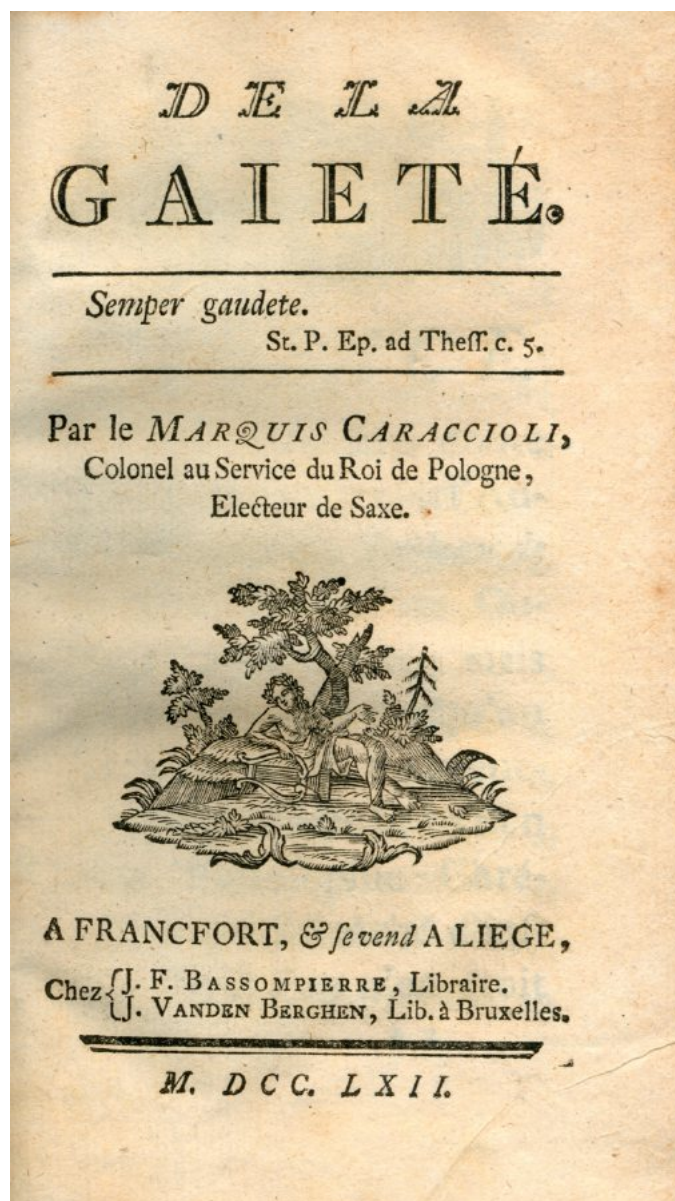 DE LA
GAIETÉ.
Semper gaudete.
St. P. Ep. ad Theſſ. c. 5.
Par le MARQUIS CARACCIOLI,
Colonel au Service du Roi de Pologne,
Electeur de Saxe.
A FRANCFORT, & ſe vend A LIEGE,
Chez { J. F. BASSOMPIERRE, Libraire.
J. VANDEN BERGHEN, Lib. à Bruxelles.
M. DCC. LXII.